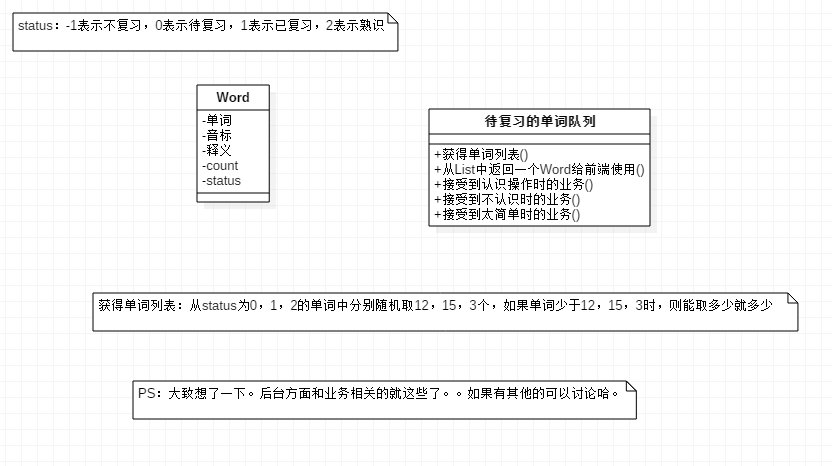 status：-1表示不复习，0表示待复习，1表示已复习，2表示熟识
Word
-单词
-音标
-释义
-count
-status
待复习的单词队列
+获得单词列表()
+从List中返回一个Word给前端使用()
+接受到认识操作时的业务()
+接受到不认识时的业务()
+接受到太简单时的业务()
获得单词列表：从status为0，1，2的单词中分别随机取12，15，3个，如果单词少于12，15，3时，则能取多少就多少
PS：大致想了一下。后台方面和业务相关的就这些了。。如果有其他的可以讨论哈。